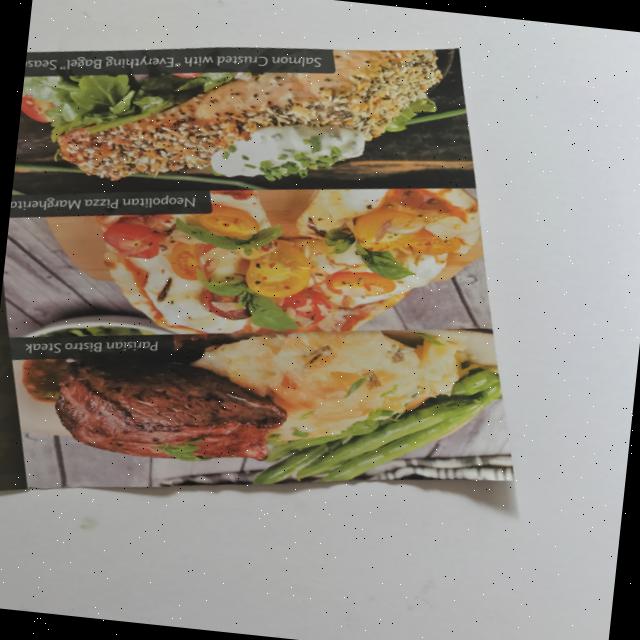 Parisian Bistro Steak
Neopolitan Pizza Margherita
Salmon Crusted with "Everything Bagel" Seas